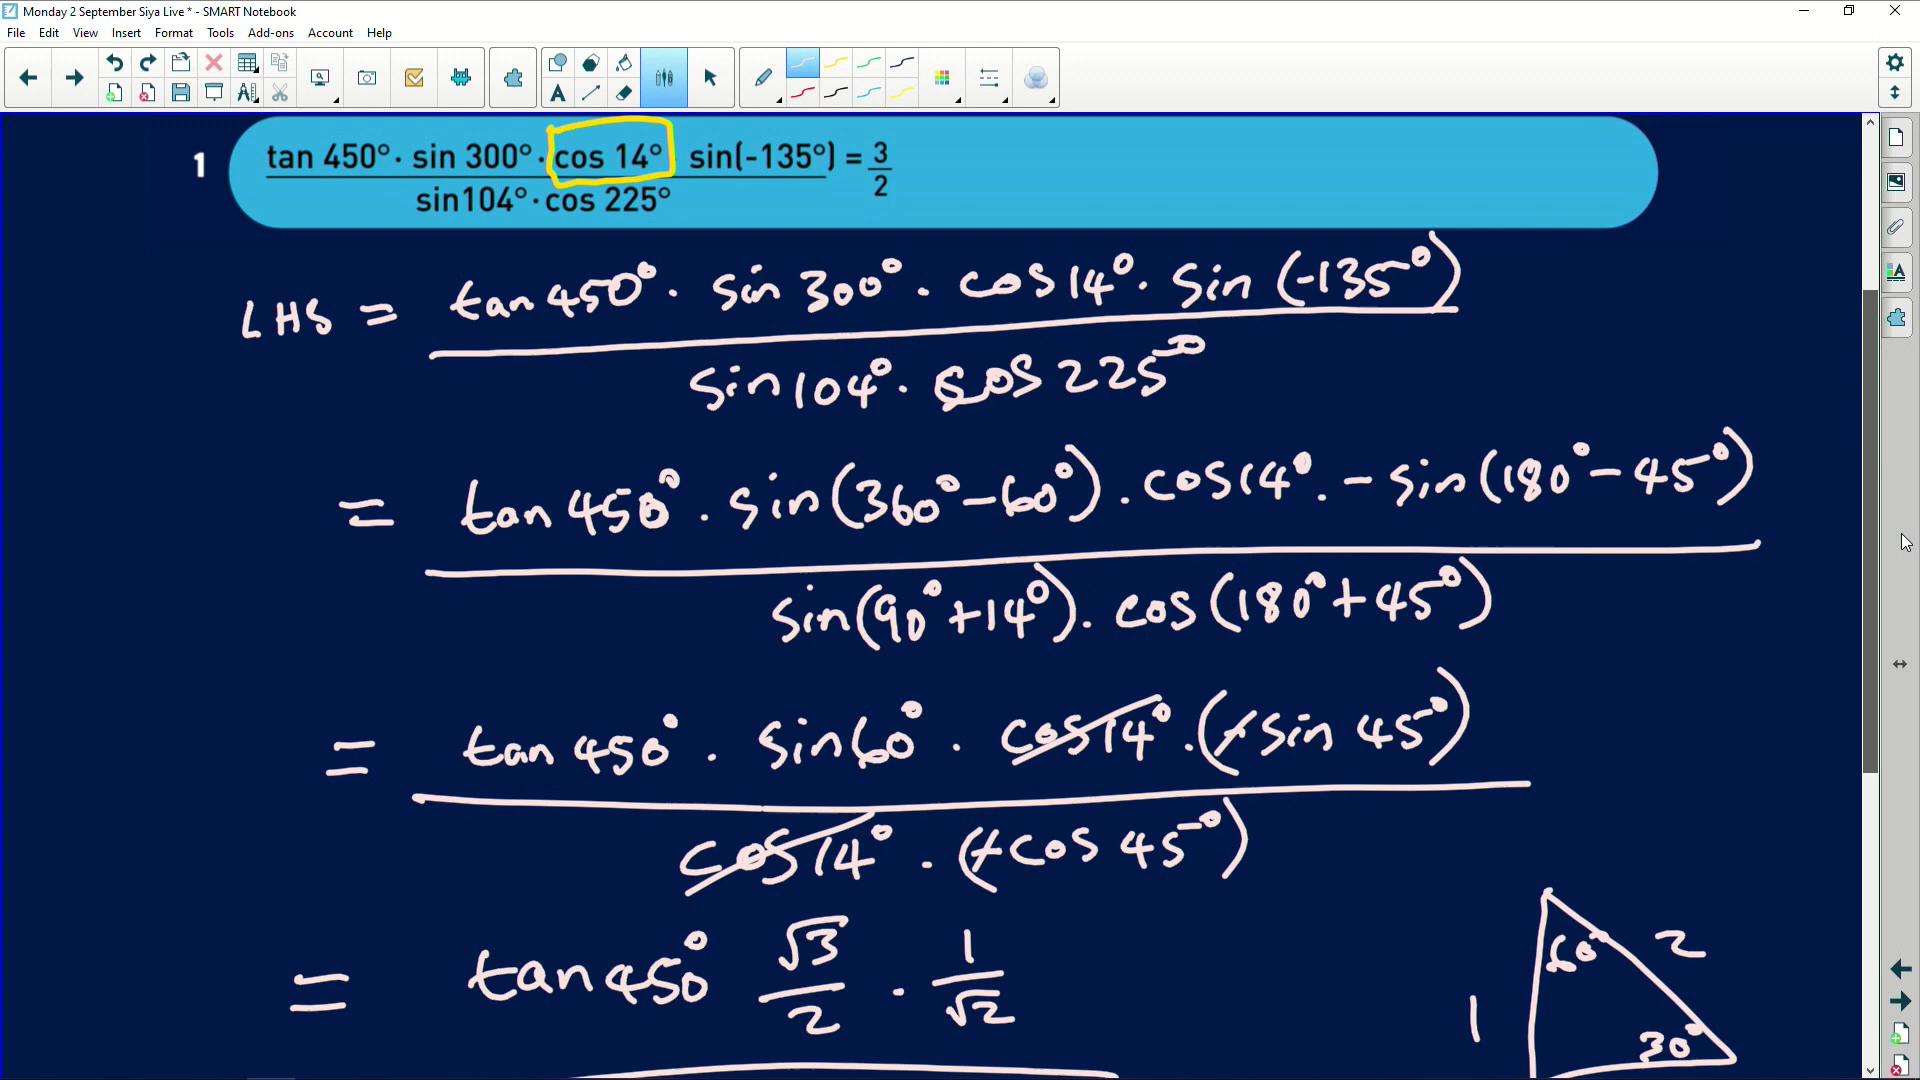 Monday 2 September Siya Live * - SMART Notebook
File Edit View Insert Format Tools Add-ons Account Help
1
tan 450° · sin 300° · cos 14° sin(-135°) = 3/2
sin104° · cos 225°
LHS = tan 450° · sin 300° · cos 14° · sin (-135°)
sin 104° · cos 225°
= tan 450° · sin(360° - 60°) · cos 14° · - sin(180° - 45°)
sin(90° + 14°) · cos (180° + 45°)
= tan 450° · sin 60° · cos 14° · (- sin 45°)
cos 14° · (- cos 45°)
= tan 450° √3/2 · 1/√2
60° 2
1
30°